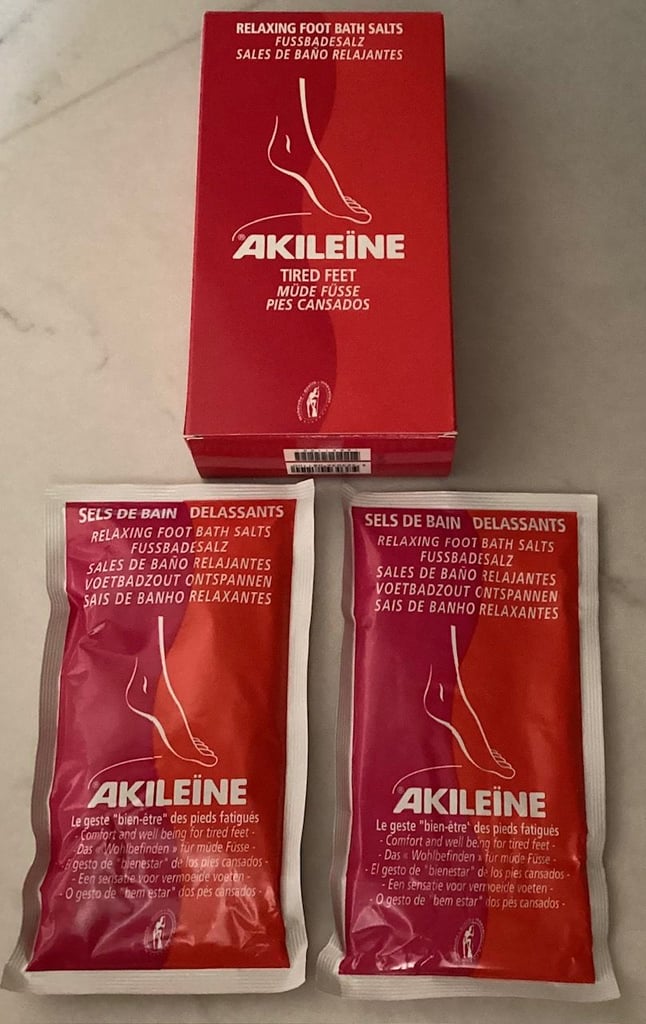 RELAXING FOOT BATH SALTS
FUSSBADESALZ
SALES DE BAÑO RELAJANTES
®AKILEÏNE
TIRED FEET
MÜDE FÜSSE
PIES CANSADOS
SELS DE BAIN DELASSANTS
RELAXING FOOT BATH SALTS
FUSSBADESALZ
SALES DE BAÑO RELAJANTES
VOETBADZOUT ONTSPANNEN
SAIS DE BANHO RELAXANTES
®AKILEÏNE
Le geste "bien-être" des pieds fatigués
- Comfort and well being for tired feet -
- Das « Wohlbefinden » für müde Füsse -
- El gesto de "bienestar" de los pies cansados -
- Een sensatie voor vermoeide voeten -
- O gesto de "bem estar" dos pés cansados -
SELS DE BAIN DELASSANTS
RELAXING FOOT BATH SALTS
FUSSBADESALZ
SALES DE BAÑO RELAJANTES
VOETBADZOUT ONTSPANNEN
SAIS DE BANHO RELAXANTES
®AKILEÏNE
Le geste "bien-être" des pieds fatigués
- Comfort and well being for tired feet -
- Das « Wohlbefinden » für müde Füsse -
- El gesto de "bienestar" de los pies cansados -
- Een sensatie voor vermoeide voeten -
- O gesto de "bem estar" dos pés cansados -